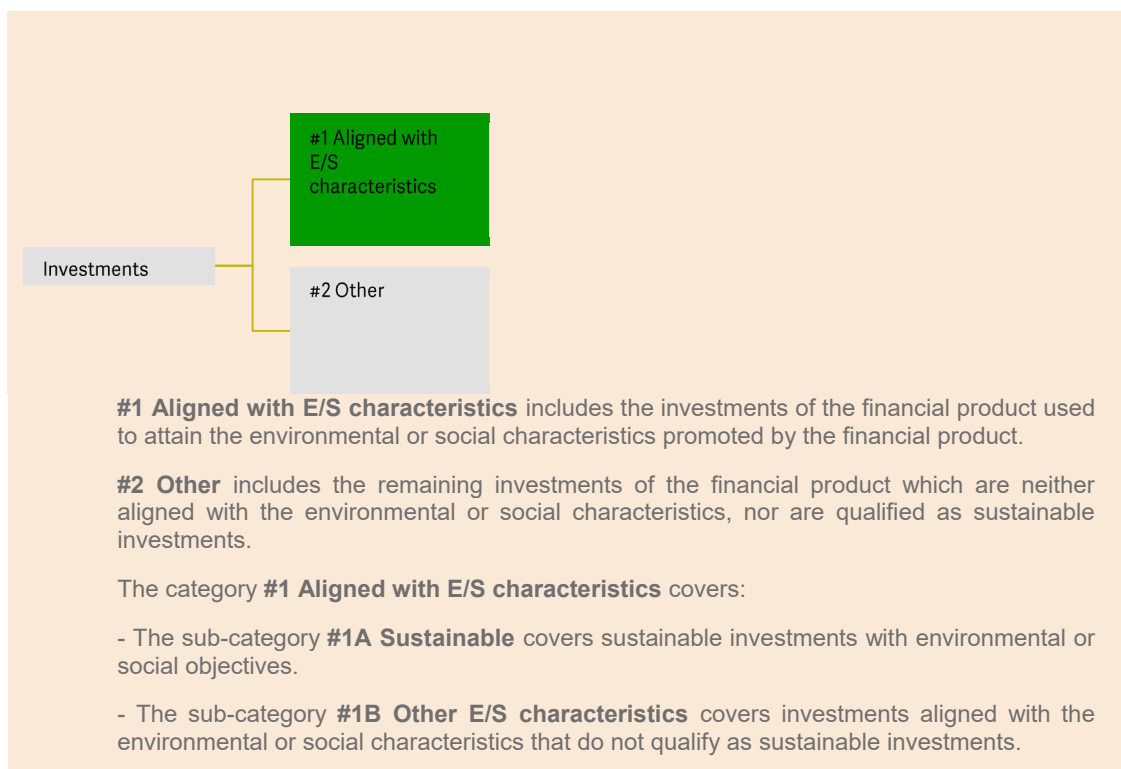 #1 Aligned with
E/S
characteristics
Investments
#2 Other
#1 Aligned with E/S characteristics includes the investments of the financial product used
to attain the environmental or social characteristics promoted by the financial product.
#2 Other includes the remaining investments of the financial product which are neither
aligned with the environmental or social characteristics, nor are qualified as sustainable
investments.
The category #1 Aligned with E/S characteristics covers:
- The sub-category #1A Sustainable covers sustainable investments with environmental or
social objectives.
- The sub-category #1B Other E/S characteristics covers investments aligned with the
environmental or social characteristics that do not qualify as sustainable investments.